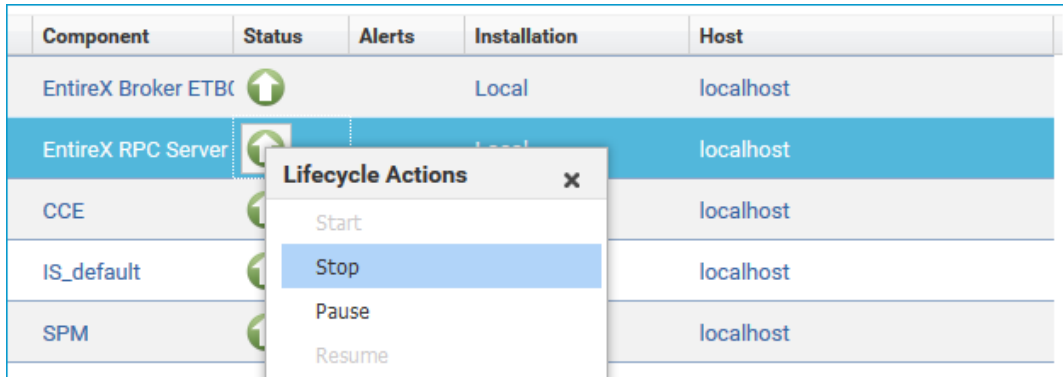 Component Status Alerts Installation Host
EntireX Broker ETB Local localhost
EntireX RPC Server localhost
Lifecycle Actions
CCE localhost
Start
IS_default localhost
Stop
Pause
SPM localhost
Resume